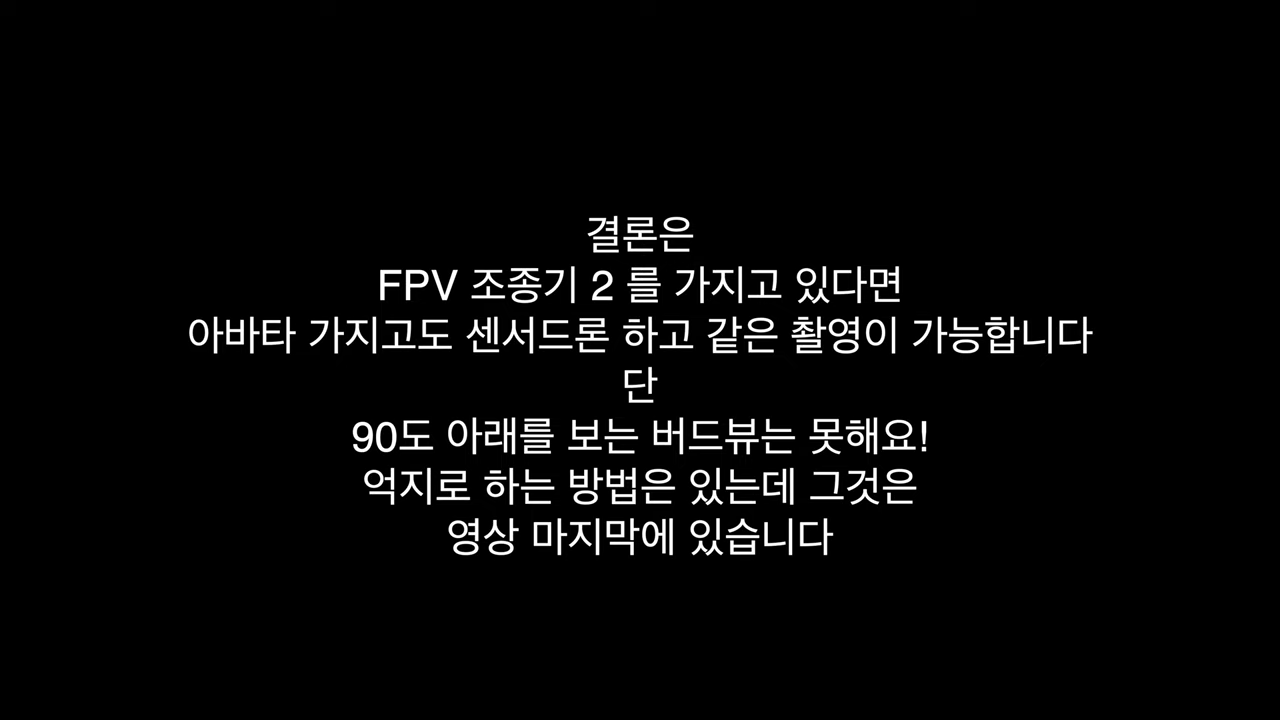 결론은
FPV 조종기 2 를 가지고 있다면
아바타 가지고도 센서드론 하고 같은 촬영이 가능합니다
단
90도 아래를 보는 버드뷰는 못해요!
억지로 하는 방법은 있는데 그것은
영상 마지막에 있습니다